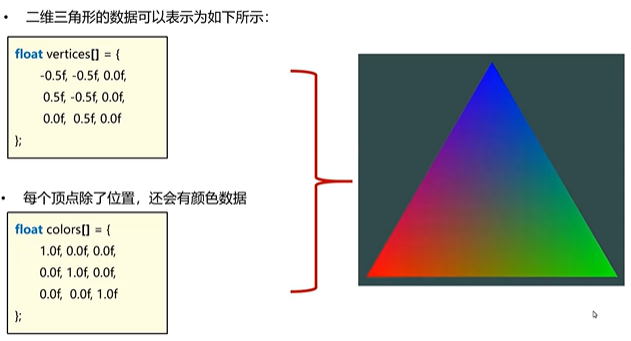 • 二维三角形的数据可以表示为如下所示：
float vertices[] = {
-0.5f, -0.5f, 0.0f,
0.5f, -0.5f, 0.0f,
0.0f, 0.5f, 0.0f
};
• 每个顶点除了位置，还会有颜色数据
float colors[] = {
1.0f, 0.0f, 0.0f,
0.0f, 1.0f, 0.0f,
0.0f, 0.0f, 1.0f
};